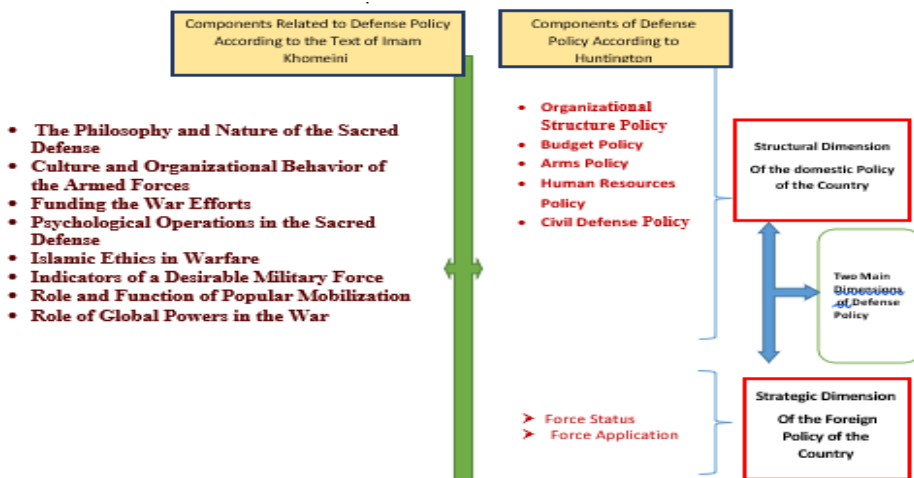 Components Related to Defense Policy
According to the Text of Imam
Khomeini
Components of Defense
Policy According to
Huntington
• The Philosophy and Nature of the Sacred
Defense
• Culture and Organizational Behavior of
the Armed Forces
• Funding the War Efforts
• Psychological Operations in the Sacred
Defense
• Islamic Ethics in Warfare
• Indicators of a Desirable Military Force
• Role and Function of Popular Mobilization
• Role of Global Powers in the War
• Organizational
Structure Policy
• Budget Policy
• Arms Policy
• Human Resources
Policy
• Civil Defense Policy
➤ Force Status
➤ Force Application
Structural Dimension
Of the domestic Policy
of the Country
Two Main
Dimensions
of Defense
Policy
Strategic Dimension
Of the Foreign
Policy of the
Country